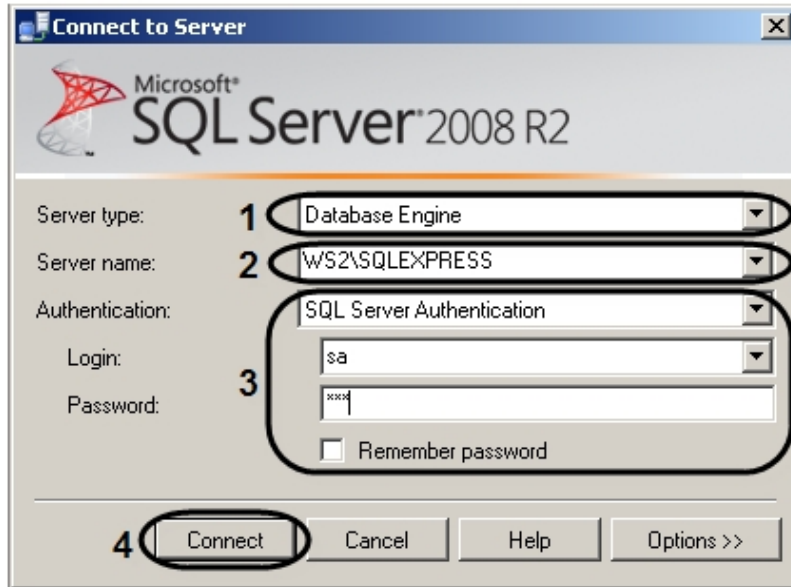 Connect to Server
Microsoft®
SQL Server® 2008 R2
Server type: 1 Database Engine
Server name: 2 WS2\SQLEXPRESS
Authentication: SQL Server Authentication
Login: sa
3
Password: ***
Remember password
4 Connect Cancel Help Options >>